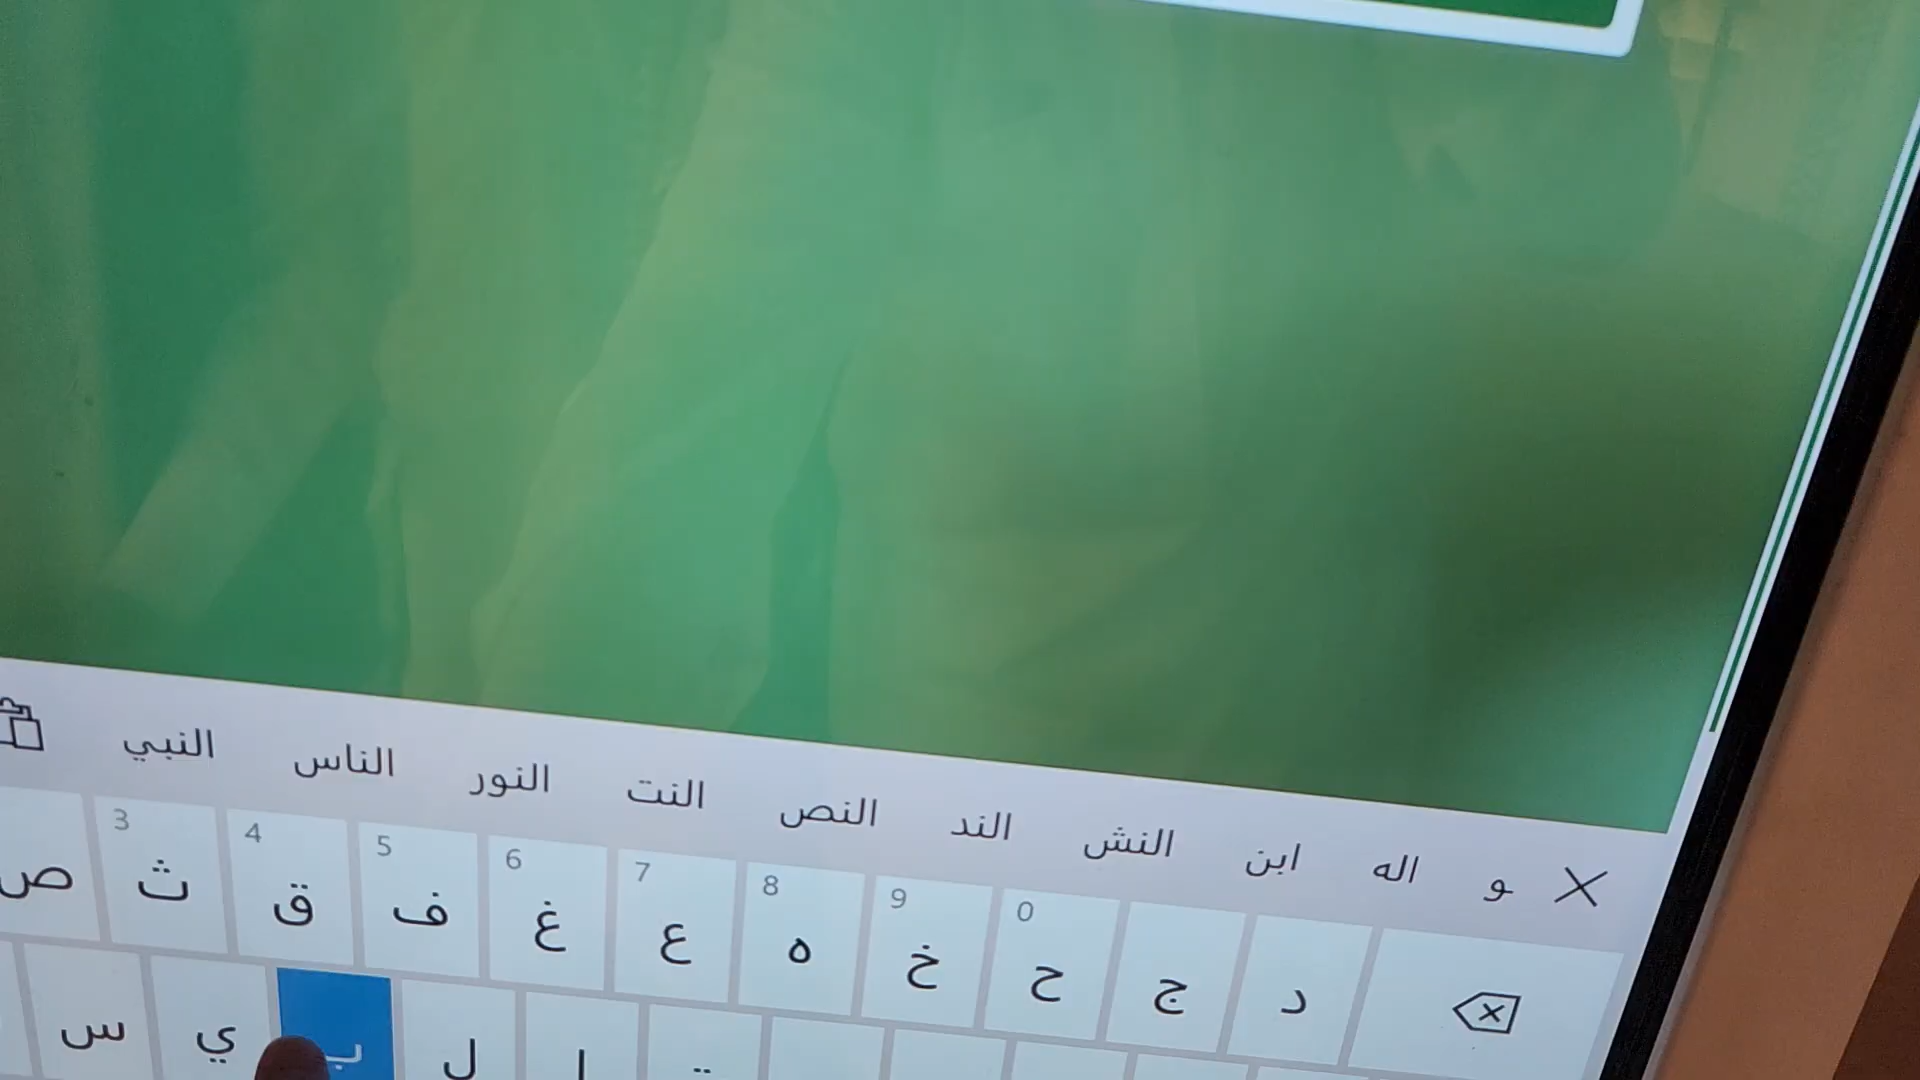 و اله ابن النش الند النص النت النور الناس النبي
3 4 5 6 7 8 9 0
د ج ح خ ه ع غ ف ق ث ص
ا ل ب ي س